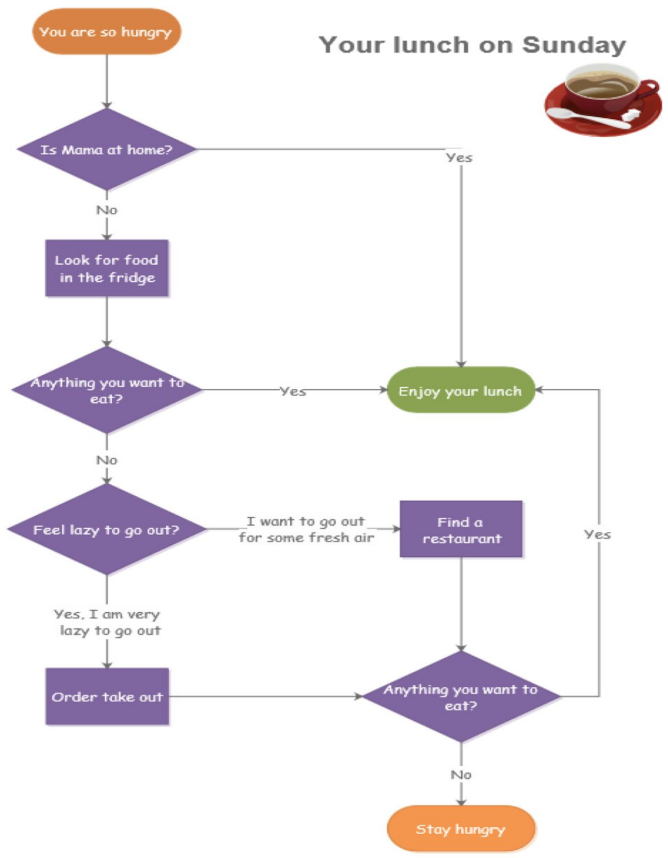 You are so hungry
Your lunch on Sunday
Is Mama at home?
Yes
No
Look for food
in the fridge
Anything you want to
eat?
Yes
Enjoy your lunch
No
Feel lazy to go out?
I want to go out
for some fresh air
Find a
restaurant
Yes
Yes, I am very
lazy to go out
Order take out
Anything you want to
eat?
No
Stay hungry